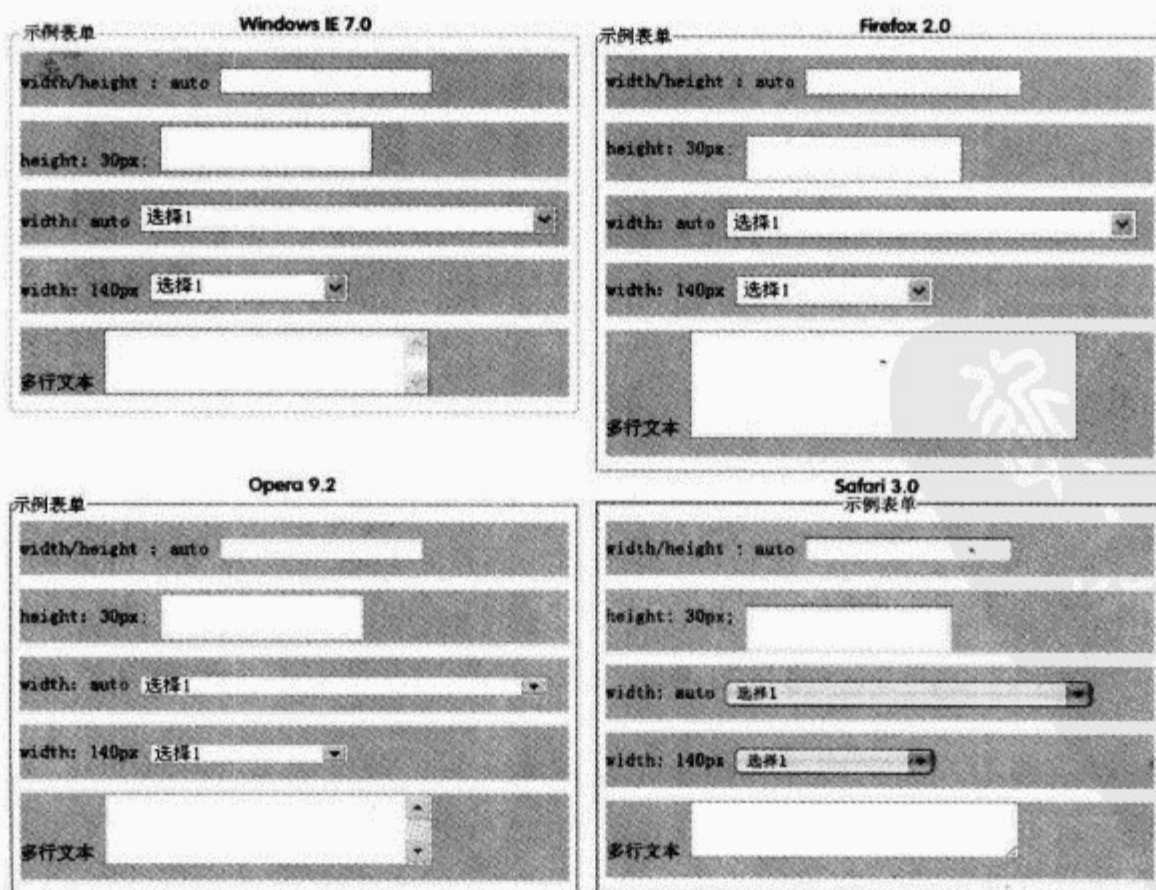 Windows IE 7.0
示例表单
width/height : auto
height: 30px;
width: auto 选择1
width: 140px 选择1
多行文本
Firefox 2.0
示例表单
width/height : auto
height: 30px;
width: auto 选择1
width: 140px 选择1
多行文本
Opera 9.2
示例表单
width/height : auto
height: 30px;
width: auto 选择1
width: 140px 选择1
多行文本
Safari 3.0
示例表单
width/height : auto
height: 30px;
width: auto 选择1
width: 140px 选择1
多行文本